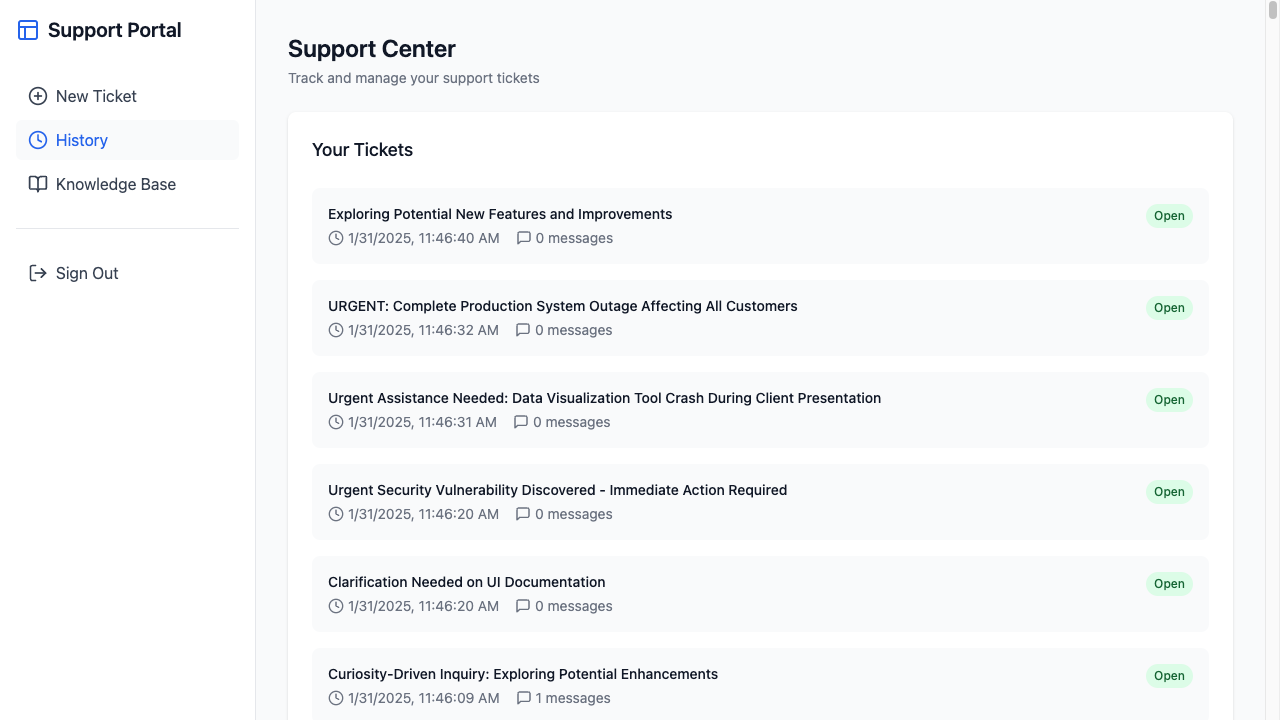 Support Portal
New Ticket
History
Knowledge Base
Sign Out
Support Center
Track and manage your support tickets
Your Tickets
Exploring Potential New Features and Improvements
Open
1/31/2025, 11:46:40 AM 0 messages
URGENT: Complete Production System Outage Affecting All Customers
Open
1/31/2025, 11:46:32 AM 0 messages
Urgent Assistance Needed: Data Visualization Tool Crash During Client Presentation
Open
1/31/2025, 11:46:31 AM 0 messages
Urgent Security Vulnerability Discovered - Immediate Action Required
Open
1/31/2025, 11:46:20 AM 0 messages
Clarification Needed on UI Documentation
Open
1/31/2025, 11:46:20 AM 0 messages
Curiosity-Driven Inquiry: Exploring Potential Enhancements
Open
1/31/2025, 11:46:09 AM 1 messages